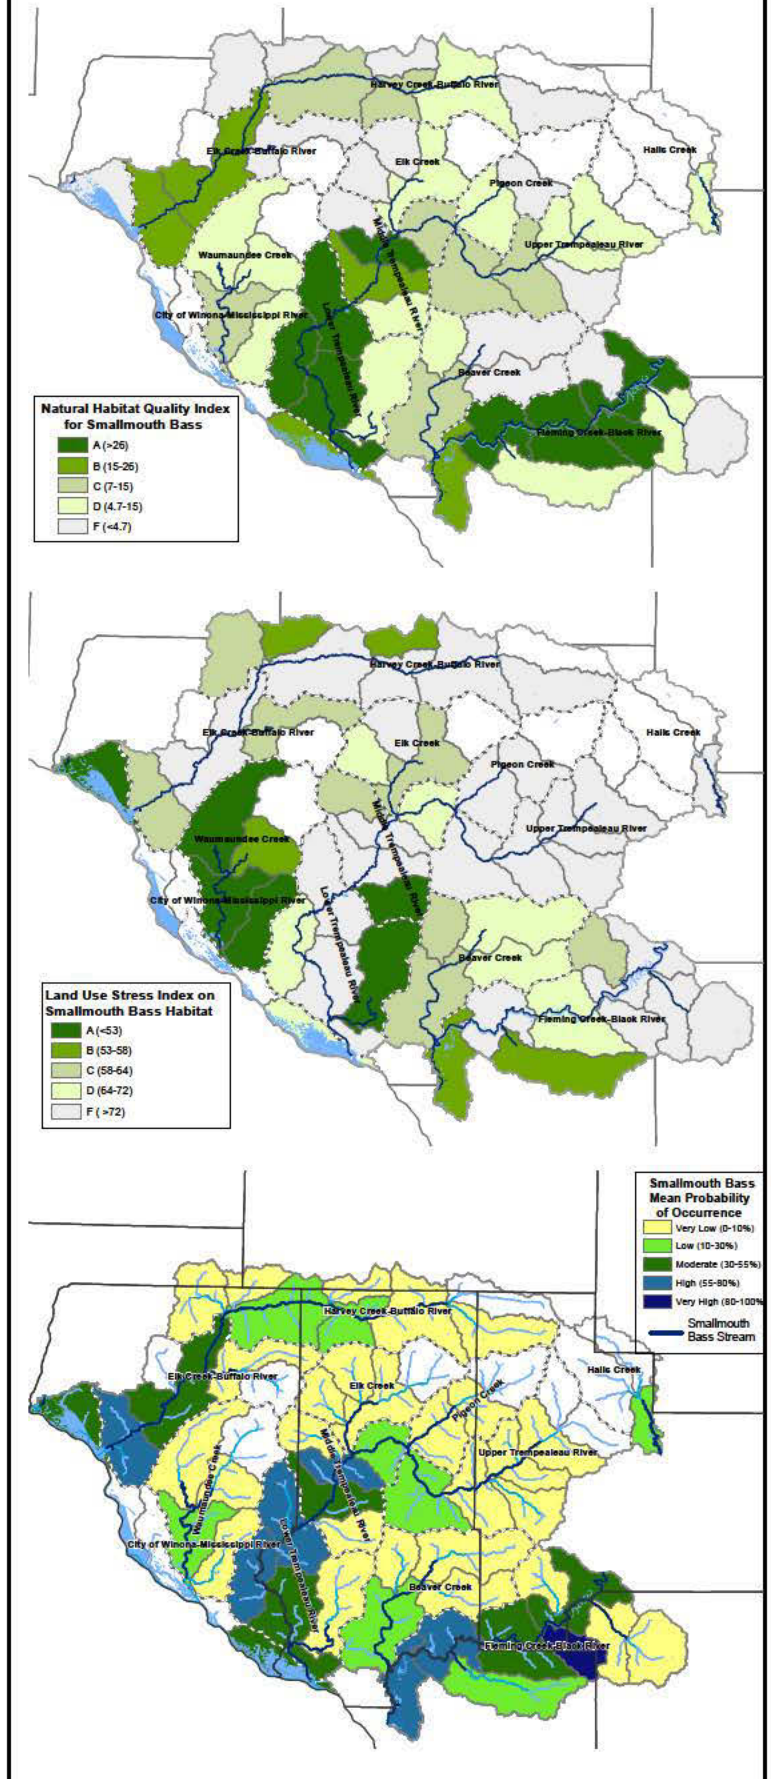 Harvey Creek-Buffalo River
Elk Creek-Buffalo River
Halls Creek
Elk Creek
Pigeon Creek
Middle Trempealeau River
Upper Trempealeau River
Waumaundee Creek
City of Winona-Mississippi River
Lower Trempealeau River
Beaver Creek
Fleming Creek-Black River
Natural Habitat Quality Index
for Smallmouth Bass
A (>26)
B (15-26)
C (7-15)
D (4.7-15)
F (<4.7)
Harvey Creek-Buffalo River
Elk Creek-Buffalo River
Halls Creek
Elk Creek
Pigeon Creek
Middle Trempealeau River
Upper Trempealeau River
Waumaundee Creek
City of Winona-Mississippi River
Lower Trempealeau River
Beaver Creek
Fleming Creek-Black River
Land Use Stress Index on
Smallmouth Bass Habitat
A (<53)
B (53-58)
C (58-64)
D (64-72)
F ( >72)
Smallmouth Bass
Mean Probability
of Occurrence
Very Low (0-10%)
Low (10-30%)
Moderate (30-55%)
High (55-80%)
Very High (80-100%
Smallmouth
Bass Stream
Harvey Creek-Buffalo River
Elk Creek-Buffalo River
Halls Creek
Elk Creek
Pigeon Creek
Middle Trempealeau River
Upper Trempealeau River
Waumaundee Creek
City of Winona-Mississippi River
Lower Trempealeau River
Beaver Creek
Fleming Creek-Black River